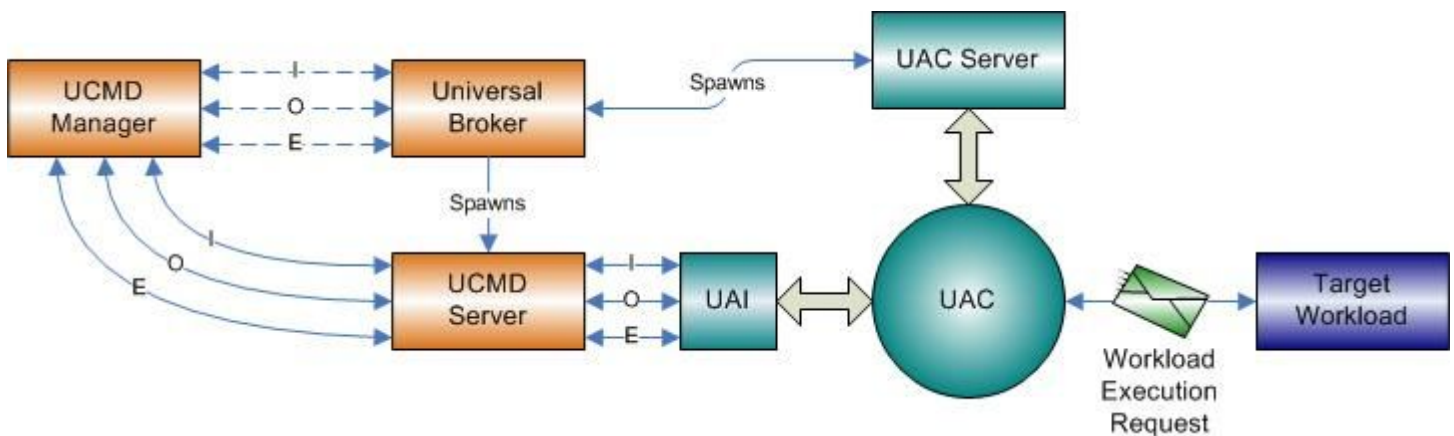 UAC Server
Spawns
UCMD
Manager
I
O
E
Universal
Broker
Spawns
I
O
E
UCMD
Server
I
O
E
UAI
UAC
Target
Workload
Workload
Execution
Request